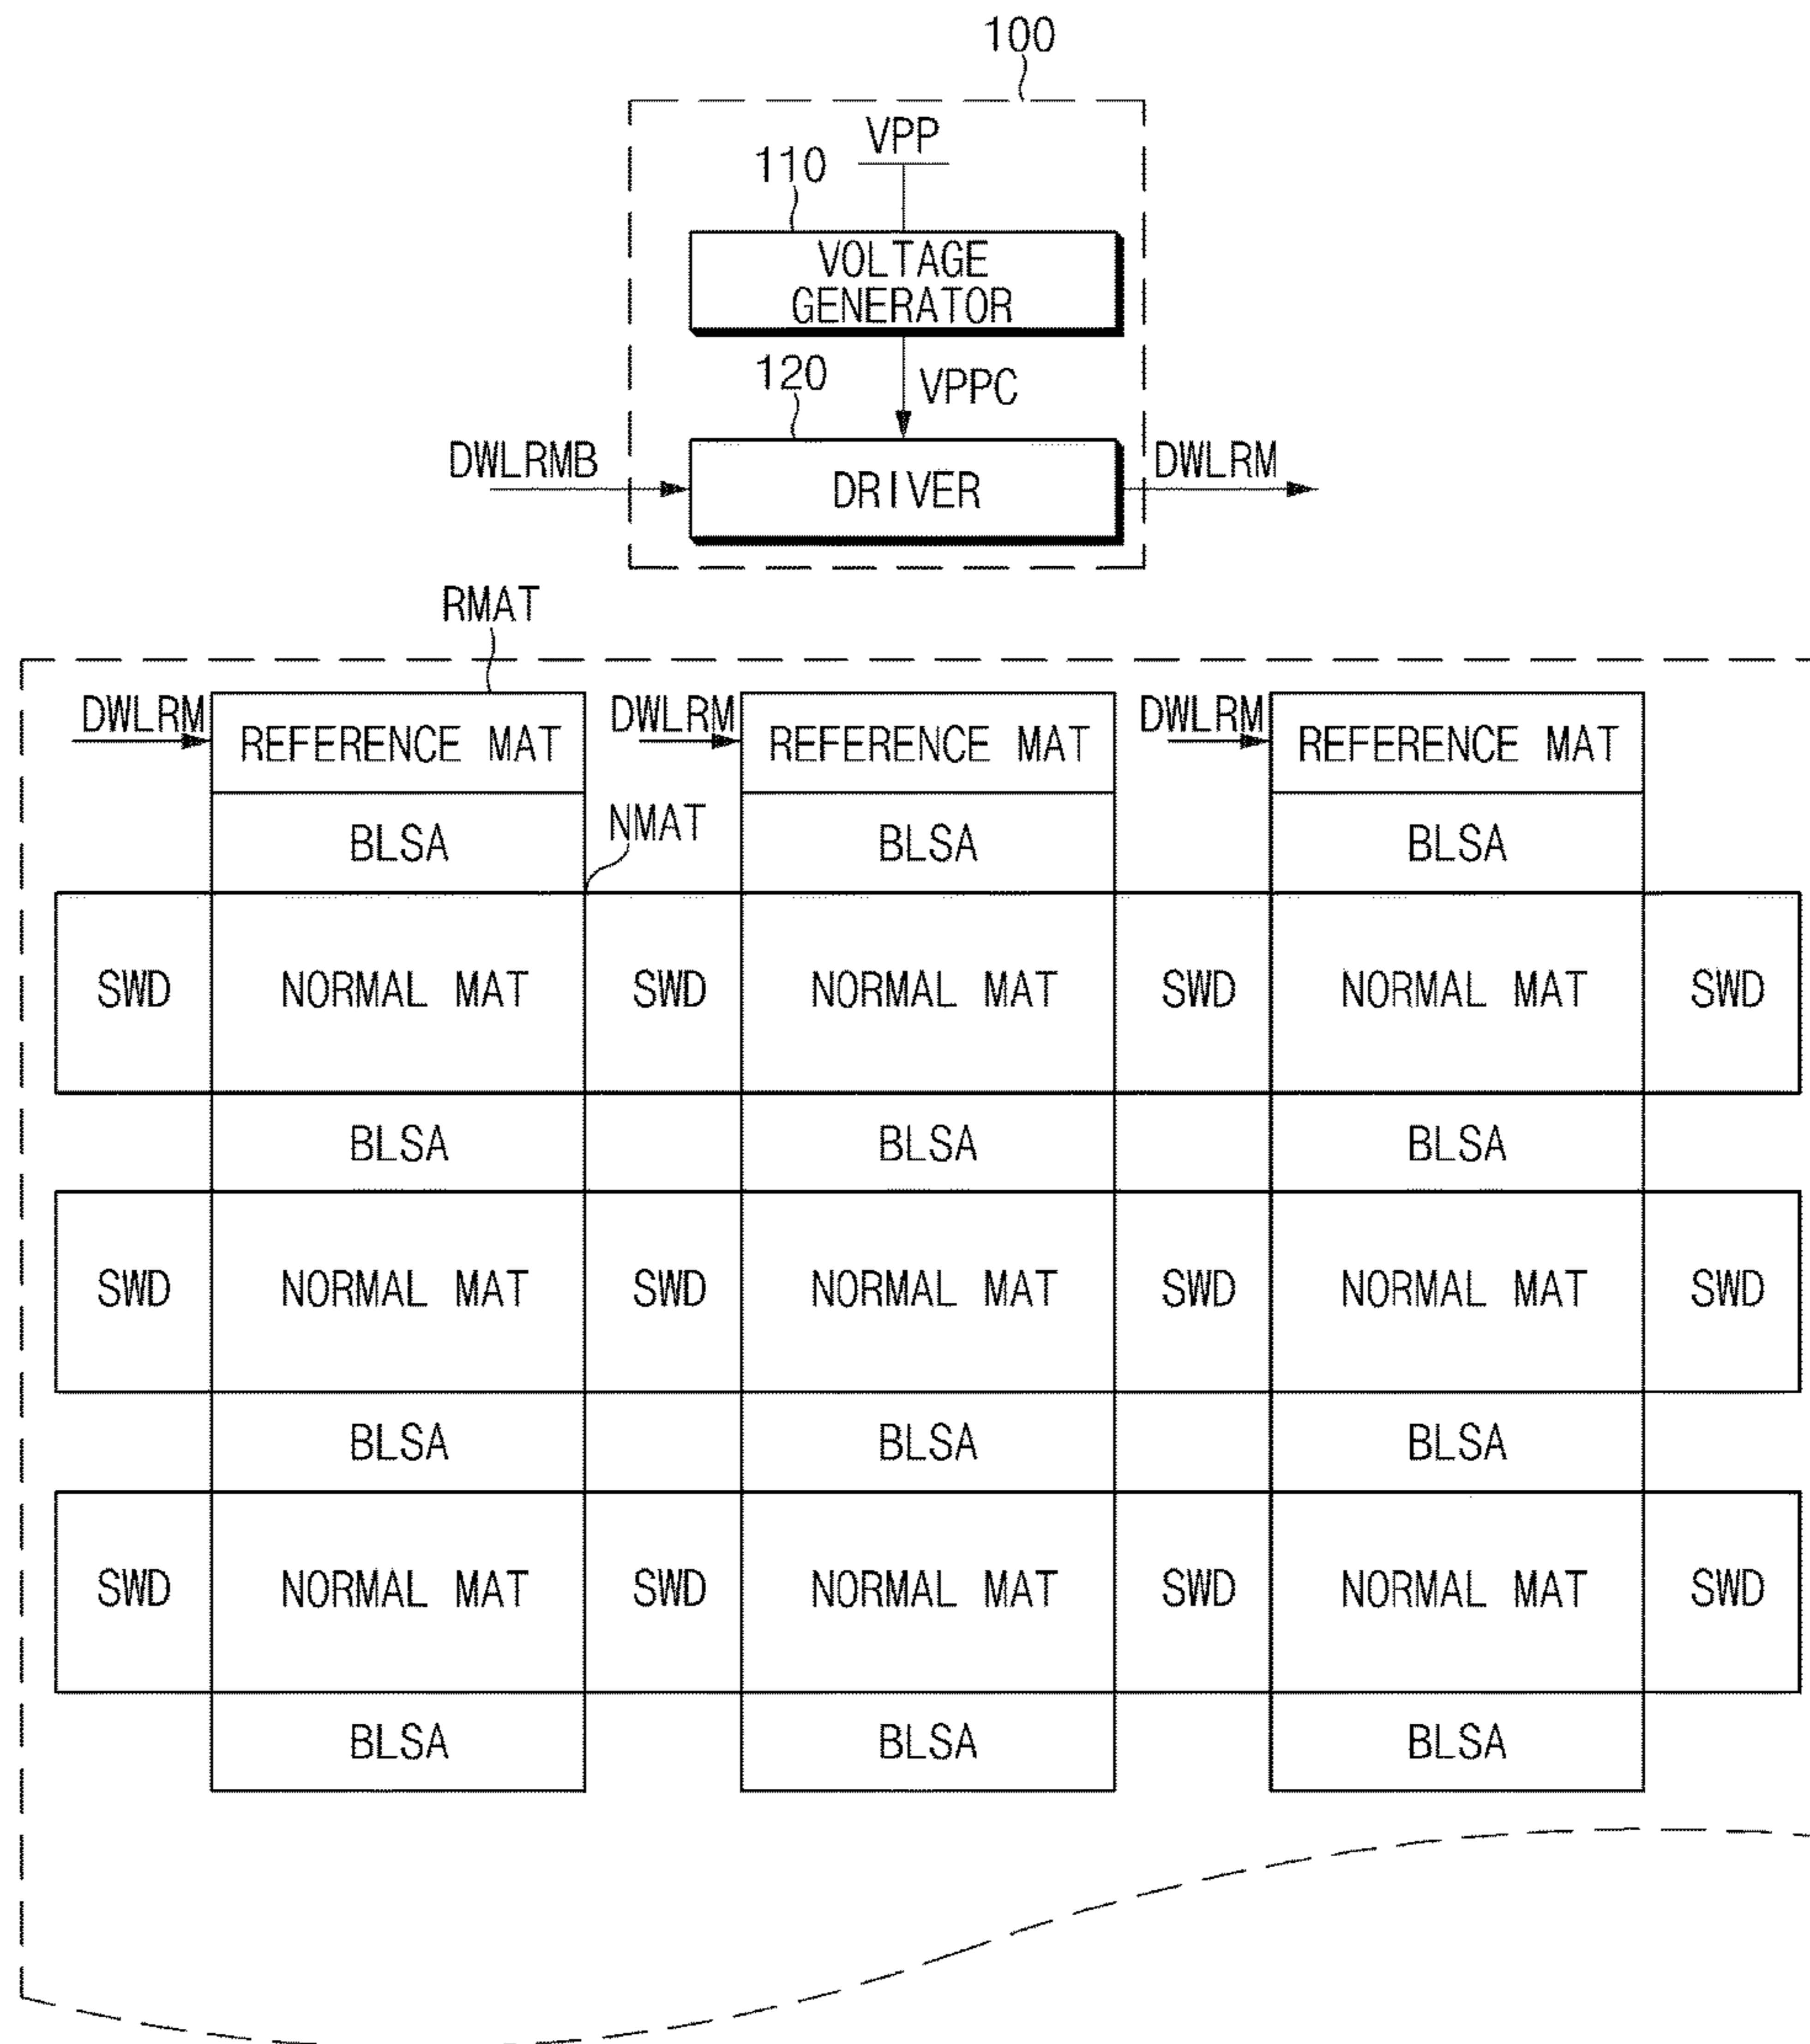 100
VPP
110
VOLTAGE
GENERATOR
120
VPPC
DWLRMB
DRIVER
DWLRM
RMAT
DWLRM
REFERENCE MAT
DWLRM
REFERENCE MAT
DWLRM
REFERENCE MAT
BLSA
NMAT
BLSA
BLSA
SWD
NORMAL MAT
SWD
NORMAL MAT
SWD
NORMAL MAT
SWD
BLSA
BLSA
BLSA
SWD
NORMAL MAT
SWD
NORMAL MAT
SWD
NORMAL MAT
SWD
BLSA
BLSA
BLSA
SWD
NORMAL MAT
SWD
NORMAL MAT
SWD
NORMAL MAT
SWD
BLSA
BLSA
BLSA